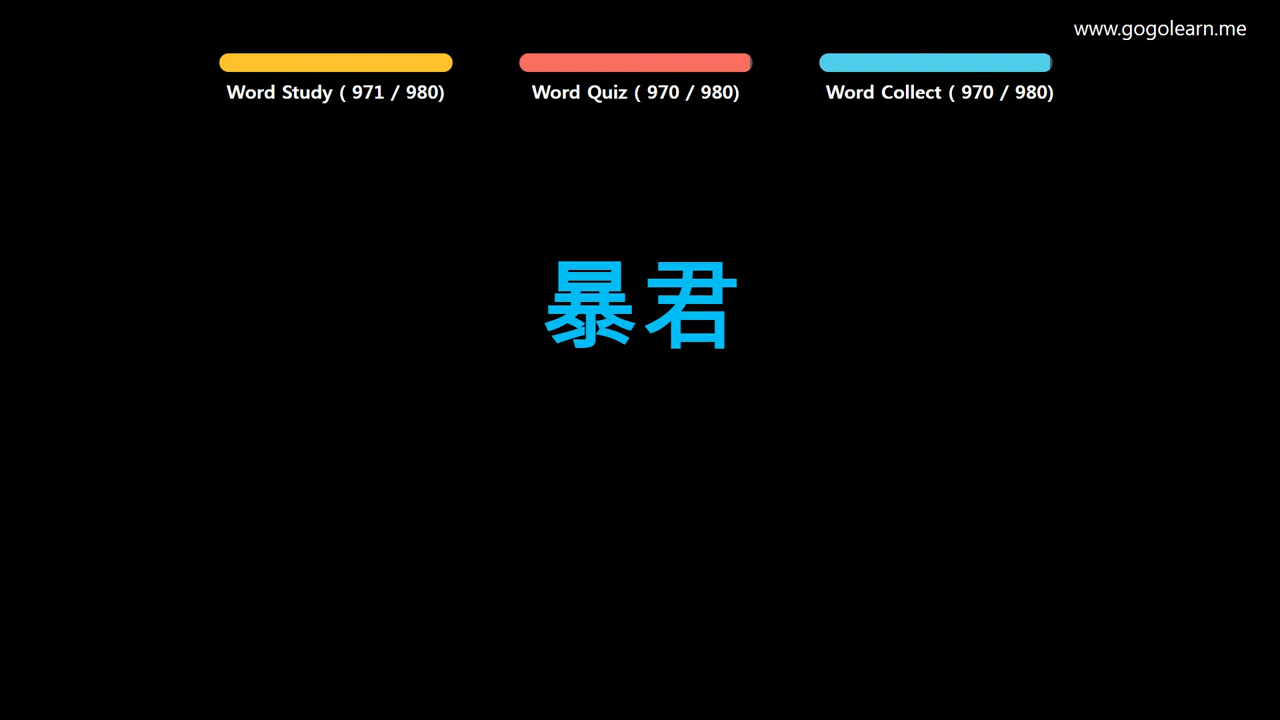 www.gogolearn.me
Word Study ( 971 / 980)
Word Quiz ( 970 / 980)
Word Collect ( 970 / 980)
暴君